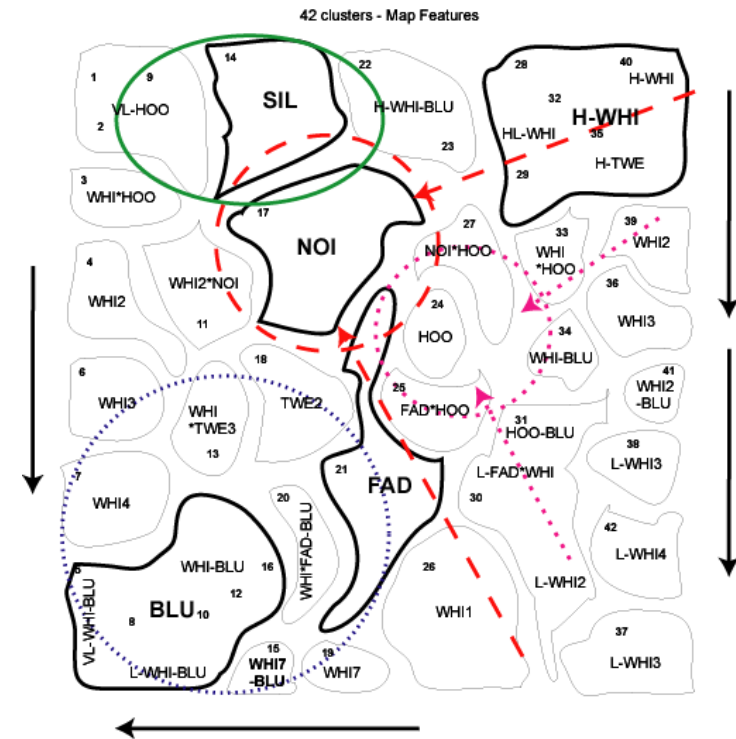 42 clusters - Map Features
14
22
28
40
1
9
H-WHI
SIL
VL-HOO
32
H-WHI-BLU
H-WHI
2
HL-WHI
35
23
H-TWE
3
29
WHI*HOO
17
27
39
33
NOI
NOI*HOO
WHI
*HOO
WHI2
4
WHI2*NOI
36
WHI2
24
WHI3
11
HOO
34
18
WHI-BLU
6
41
25
WHI2
-BLU
WHI3
WHI
*TWE3
TWE2
FAD*HOO
31
HOO-BLU
38
13
L-WHI3
7
21
FAD
L-FAD*WHI
WHI4
20
30
42
WHI*FAD-BLU
L-WHI4
WHI-BLU
16
26
5
12
L-WHI2
VL-WHI-BLU
8
BLU
10
WHI1
37
15
19
L-WHI-BLU
WHI7
-BLU
WHI7
L-WHI3